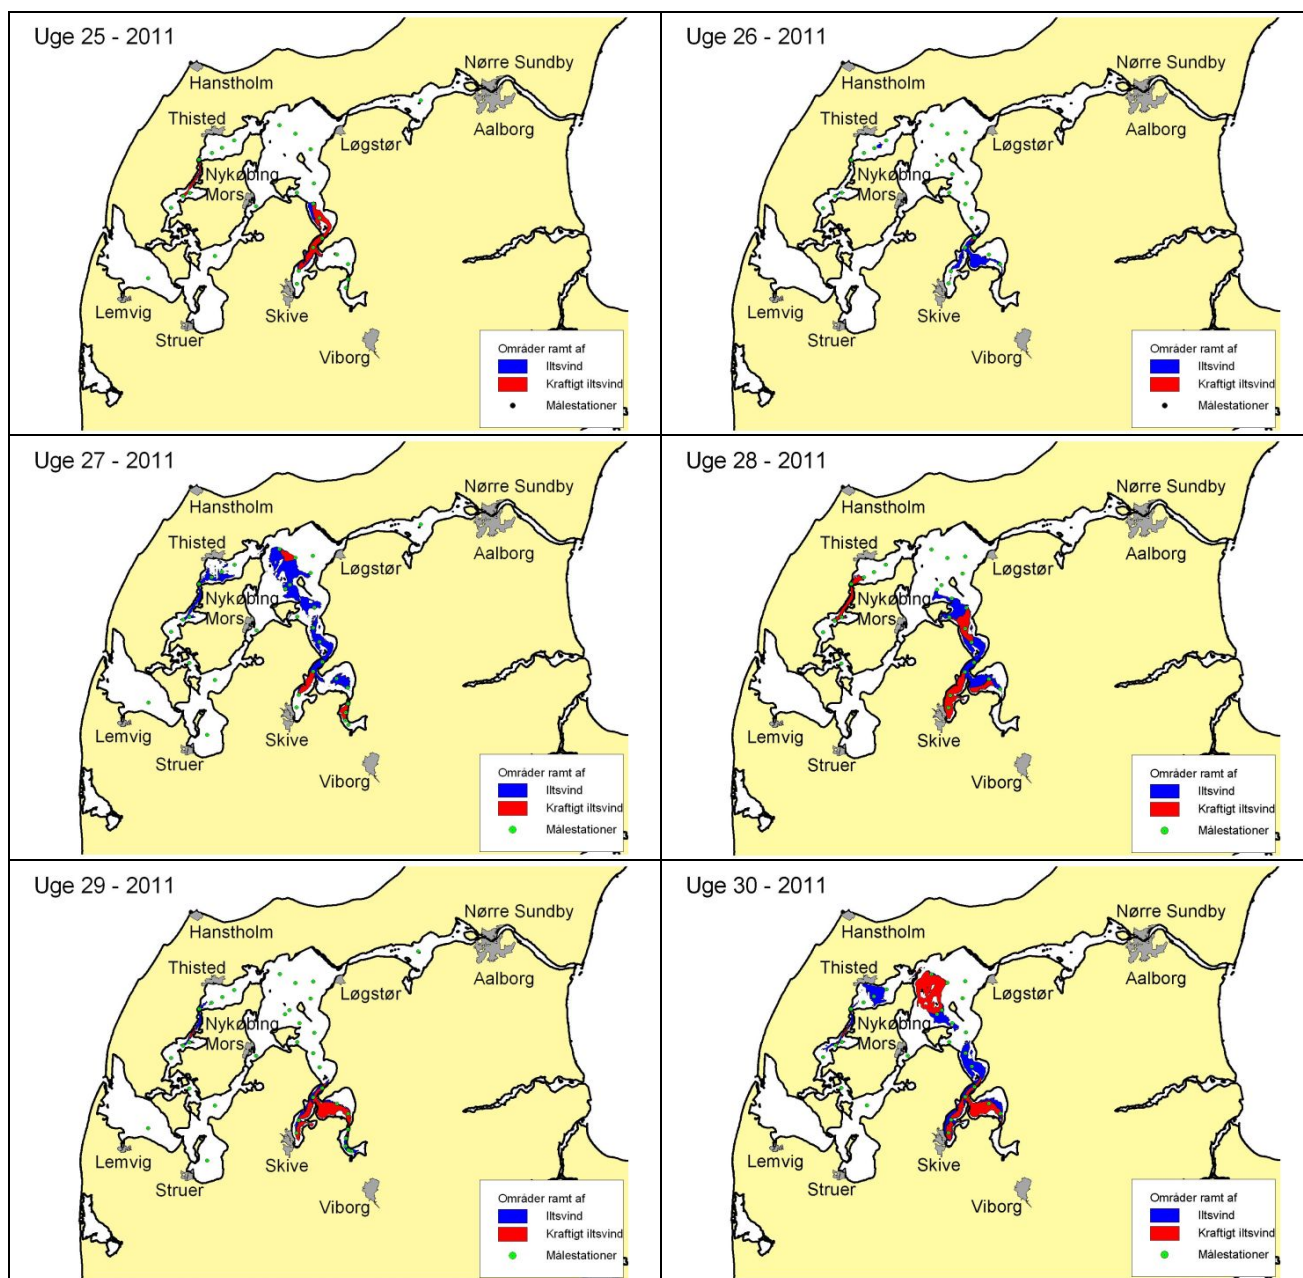 Uge 25 - 2011
Hanstholm
Nørre Sundby
Thisted
Aalborg
Løgstør
Nykøbing
Mors
Lemvig
Skive
Struer
Viborg
Områder ramt af
Iltsvind
Kraftigt iltsvind
Målestationer
Uge 26 - 2011
Hanstholm
Nørre Sundby
Thisted
Aalborg
Løgstør
Nykøbing
Mors
Lemvig
Skive
Struer
Viborg
Områder ramt af
Iltsvind
Kraftigt iltsvind
Målestationer
Uge 27 - 2011
Hanstholm
Nørre Sundby
Thisted
Aalborg
Løgstør
Nykøbing
Mors
Lemvig
Skive
Struer
Viborg
Områder ramt af
Iltsvind
Kraftigt iltsvind
Målestationer
Uge 28 - 2011
Hanstholm
Nørre Sundby
Thisted
Aalborg
Løgstør
Nykøbing
Mors
Lemvig
Skive
Struer
Viborg
Områder ramt af
Iltsvind
Kraftigt iltsvind
Målestationer
Uge 29 - 2011
Hanstholm
Nørre Sundby
Thisted
Aalborg
Løgstør
Nykøbing
Mors
Lemvig
Skive
Struer
Viborg
Områder ramt af
Iltsvind
Kraftigt iltsvind
Målestationer
Uge 30 - 2011
Hanstholm
Nørre Sundby
Thisted
Aalborg
Løgstør
Nykøbing
Mors
Lemvig
Skive
Struer
Viborg
Områder ramt af
Iltsvind
Kraftigt iltsvind
Målestationer